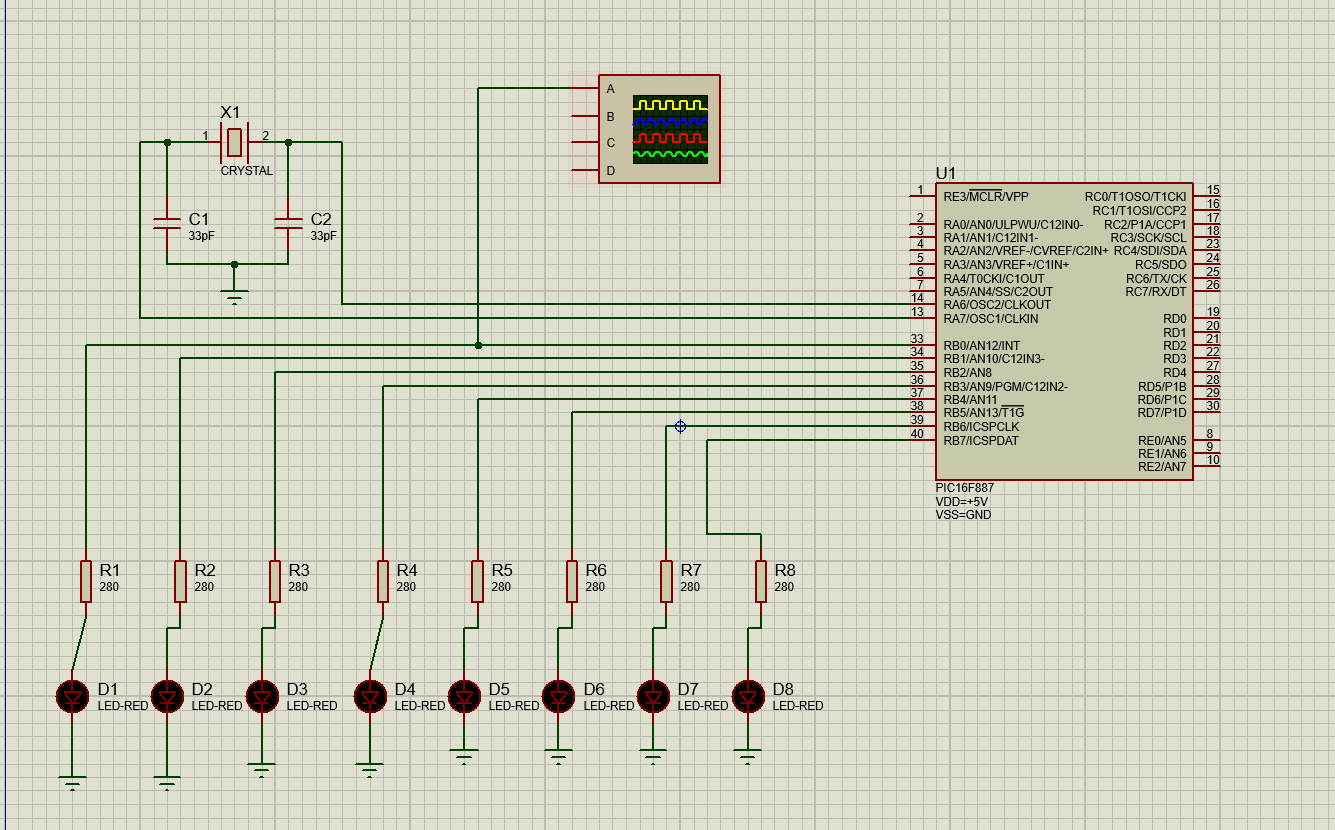 X1
1 2
CRYSTAL
C1
33pF
C2
33pF
A
B
C
D
U1
1 RE3/MCLR/VPP RC0/T1OSO/T1CKI 15
RC1/T1OSI/CCP2 16
2 RA0/AN0/ULPWU/C12IN0- RC2/P1A/CCP1 17
3 RA1/AN1/C12IN1- RC3/SCK/SCL 18
4 RA2/AN2/VREF-/CVREF/C2IN+ RC4/SDI/SDA 23
5 RA3/AN3/VREF+/C1IN+ RC5/SDO 24
6 RA4/T0CKI/C1OUT RC6/TX/CK 25
7 RA5/AN4/SS/C2OUT RC7/RX/DT 26
14 RA6/OSC2/CLKOUT
13 RA7/OSC1/CLKIN RD0 19
RD1 20
33 RB0/AN12/INT RD2 21
34 RB1/AN10/C12IN3- RD3 22
35 RB2/AN8 RD4 27
36 RB3/AN9/PGM/C12IN2- RD5/P1B 28
37 RB4/AN11 RD6/P1C 29
38 RB5/AN13/T1G RD7/P1D 30
39 RB6/ICSPCLK
40 RB7/ICSPDAT RE0/AN5 8
RE1/AN6 9
RE2/AN7 10
PIC16F887
VDD=+5V
VSS=GND
R1
280
R2
280
R3
280
R4
280
R5
280
R6
280
R7
280
R8
280
D1
LED-RED
D2
LED-RED
D3
LED-RED
D4
LED-RED
D5
LED-RED
D6
LED-RED
D7
LED-RED
D8
LED-RED